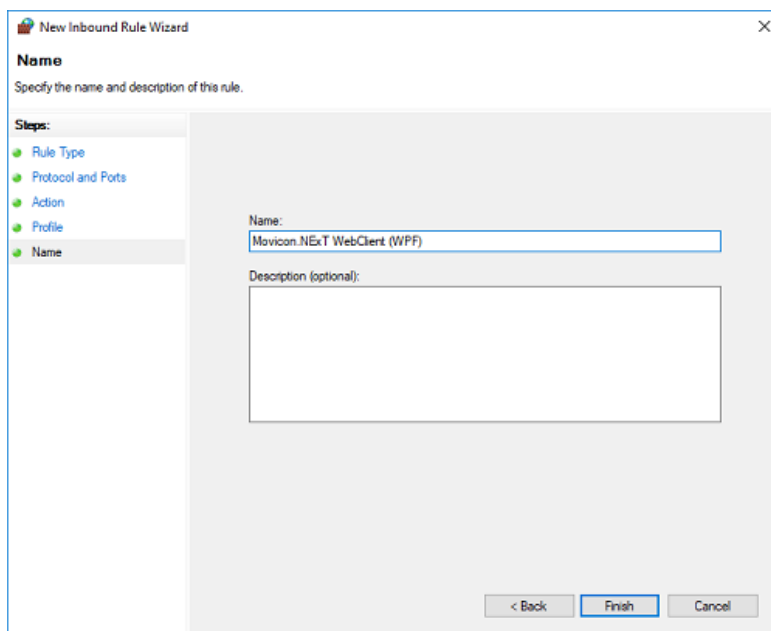 New Inbound Rule Wizard
Name
Specify the name and description of this rule.
Steps:
Rule Type
Protocol and Ports
Action
Profile
Name
Name:
Movicon.NExT WebClient (WPF)
Description (optional):
< Back
Finish
Cancel